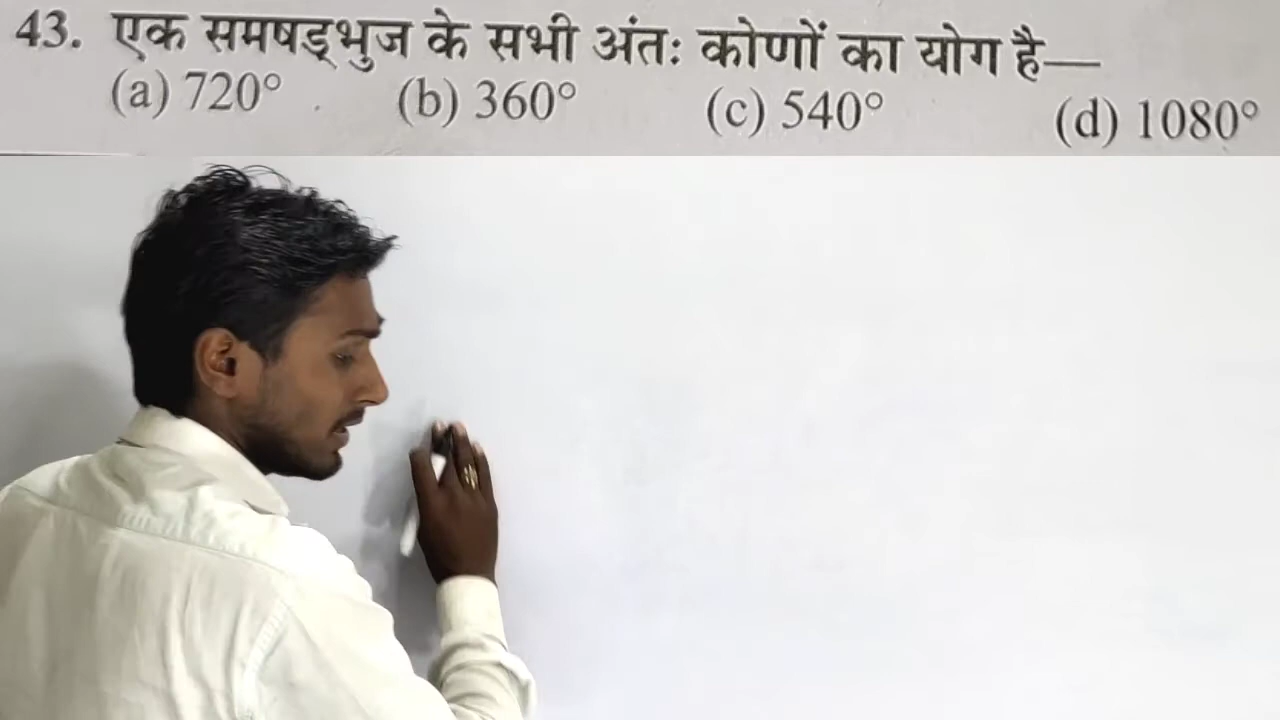 43. एक समषड्भुज के सभी अंतः कोणों का योग है—
(a) 720° (b) 360° (c) 540° (d) 1080°